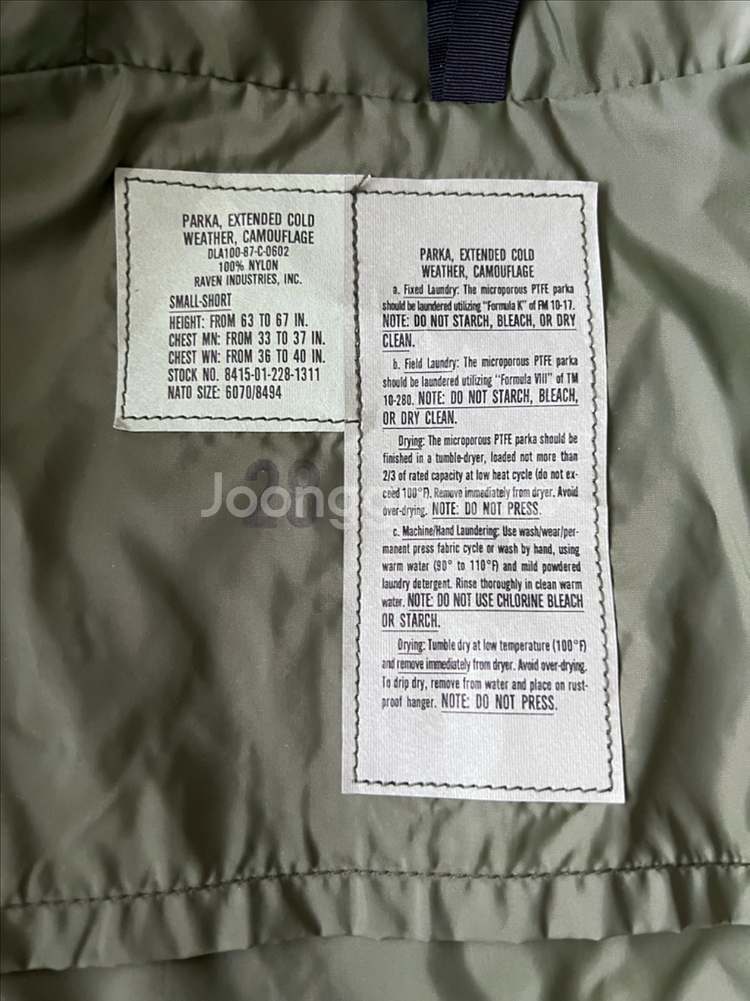 PARKA, EXTENDED COLD
WEATHER, CAMOUFLAGE
DLA100-87-C-0602
100% NYLON
RAVEN INDUSTRIES, INC.
SMALL-SHORT
HEIGHT: FROM 63 TO 67 IN.
CHEST MN: FROM 33 TO 37 IN.
CHEST WN: FROM 36 TO 40 IN.
STOCK NO. 8415-01-228-1311
NATO SIZE: 6070/8494
PARKA, EXTENDED COLD
WEATHER, CAMOUFLAGE
a. Fixed Laundry: The microporous PTFE parka
should be laundered utilizing "Formula K" of FM 10-17.
NOTE: DO NOT STARCH, BLEACH, OR DRY
CLEAN.
b. Field Laundry: The microporous PTFE parka
should be laundered utilizing "Formula VIII" of TM
10-280. NOTE: DO NOT STARCH, BLEACH,
OR DRY CLEAN.
Drying: The microporous PTFE parka should be
finished in a tumble-dryer, loaded not more than
2/3 of rated capacity at low heat cycle (do not ex-
ceed 100°F). Remove immediately from dryer. Avoid
over-drying. NOTE: DO NOT PRESS.
c. Machine/Hand Laundering: Use wash/wear/per-
manent press fabric cycle or wash by hand, using
warm water (90° to 110°F) and mild powdered
laundry detergent. Rinse thoroughly in clean warm
water. NOTE: DO NOT USE CHLORINE BLEACH
OR STARCH.
Drying: Tumble dry at low temperature (100°F)
and remove immediately from dryer. Avoid over-drying.
To drip dry, remove from water and place on rust-
proof hanger. NOTE: DO NOT PRESS.